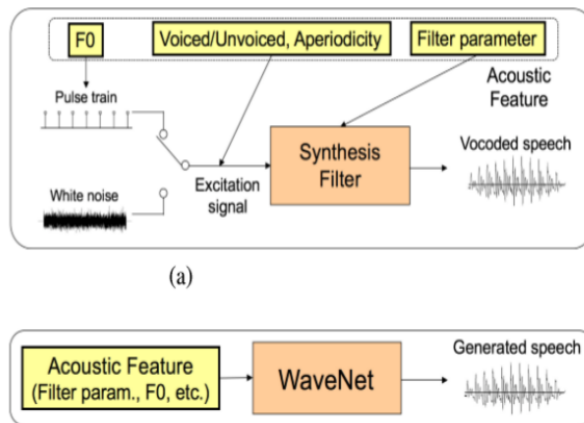 F0
Voiced/Unvoiced, Aperiodicity
Filter parameter
Acoustic
Feature
Pulse train
White noise
Excitation
signal
Synthesis
Filter
Vocoded speech
(a)
Acoustic Feature
(Filter param., F0, etc.)
WaveNet
Generated speech